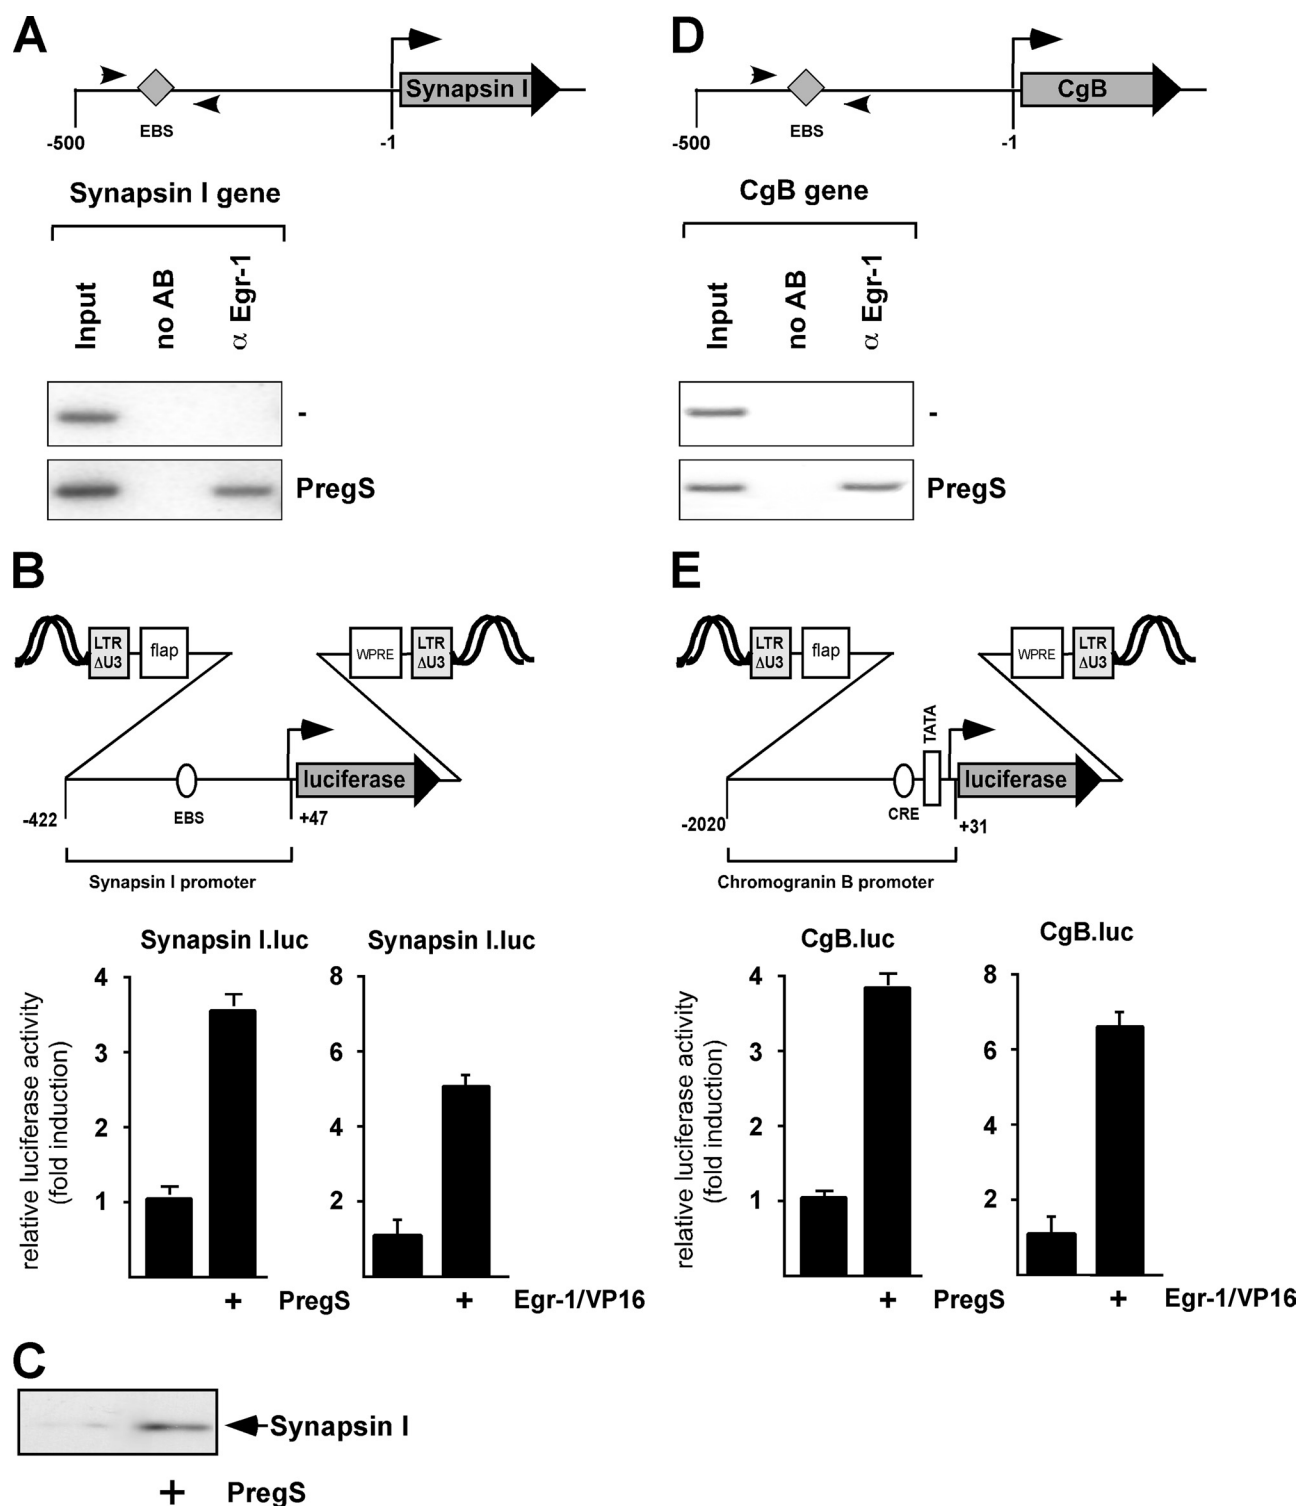 A
Synapsin I
EBS
-500
-1
Synapsin I gene
Input
no AB
α Egr-1
-
PregS
B
LTR
ΔU3
flap
WPRE
LTR
ΔU3
luciferase
-422
EBS
+47
Synapsin I promoter
Synapsin I.luc
relative luciferase activity
(fold induction)
4
3
2
1
+ PregS
Synapsin I.luc
8
6
4
2
+ Egr-1/VP16
C
Synapsin I
+ PregS
D
CgB
EBS
-500
-1
CgB gene
Input
no AB
α Egr-1
-
PregS
E
LTR
ΔU3
flap
WPRE
LTR
ΔU3
TATA
luciferase
-2020
CRE
+31
Chromogranin B promoter
CgB.luc
relative luciferase activity
(fold induction)
4
3
2
1
+ PregS
CgB.luc
8
6
4
2
+ Egr-1/VP16